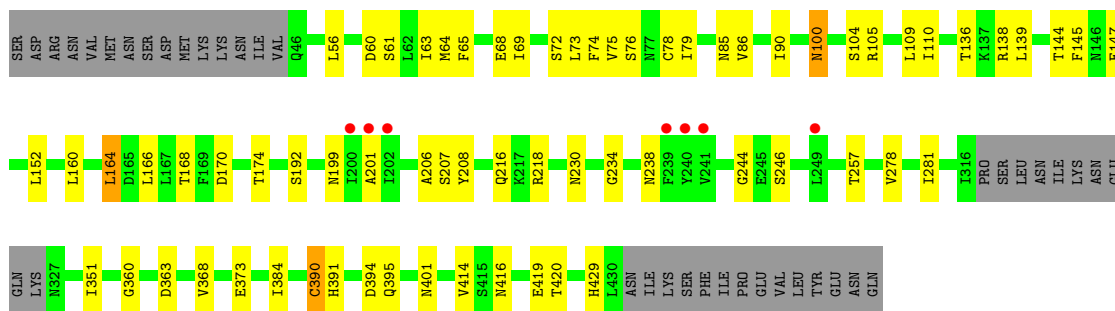 SER ASP ARG ASN VAL MET ASN SER ASP MET LYS LYS ASN ILE VAL Q46 L56 D60 S61 L62 I63 M64 F65 E68 I69 S72 L73 F74 V75 S76 N77 C78 I79 N85 V86 I90 N100 S104 R105 L109 I110 T136 K137 R138 L139 T144 F145 N146
L152 L160 L164 D165 L166 L167 T168 F169 D170 T174 S192 N199 I200 A201 I202 A206 S207 Y208 Q216 K217 R218 N230 G234 N238 F239 Y240 V241 G244 E245 S246 L249 T257 V278 I281 I316 PRO SER LEU ASN ILE LYS ASN GLU
GLN LYS N327 I351 G360 D363 V368 E373 I384 C390 H391 D394 Q395 N401 V414 S415 N416 E419 T420 H429 L430 ASN ILE LYS SER PHE ILE PRO GLU VAL LEU TYR GLU ASN GLN